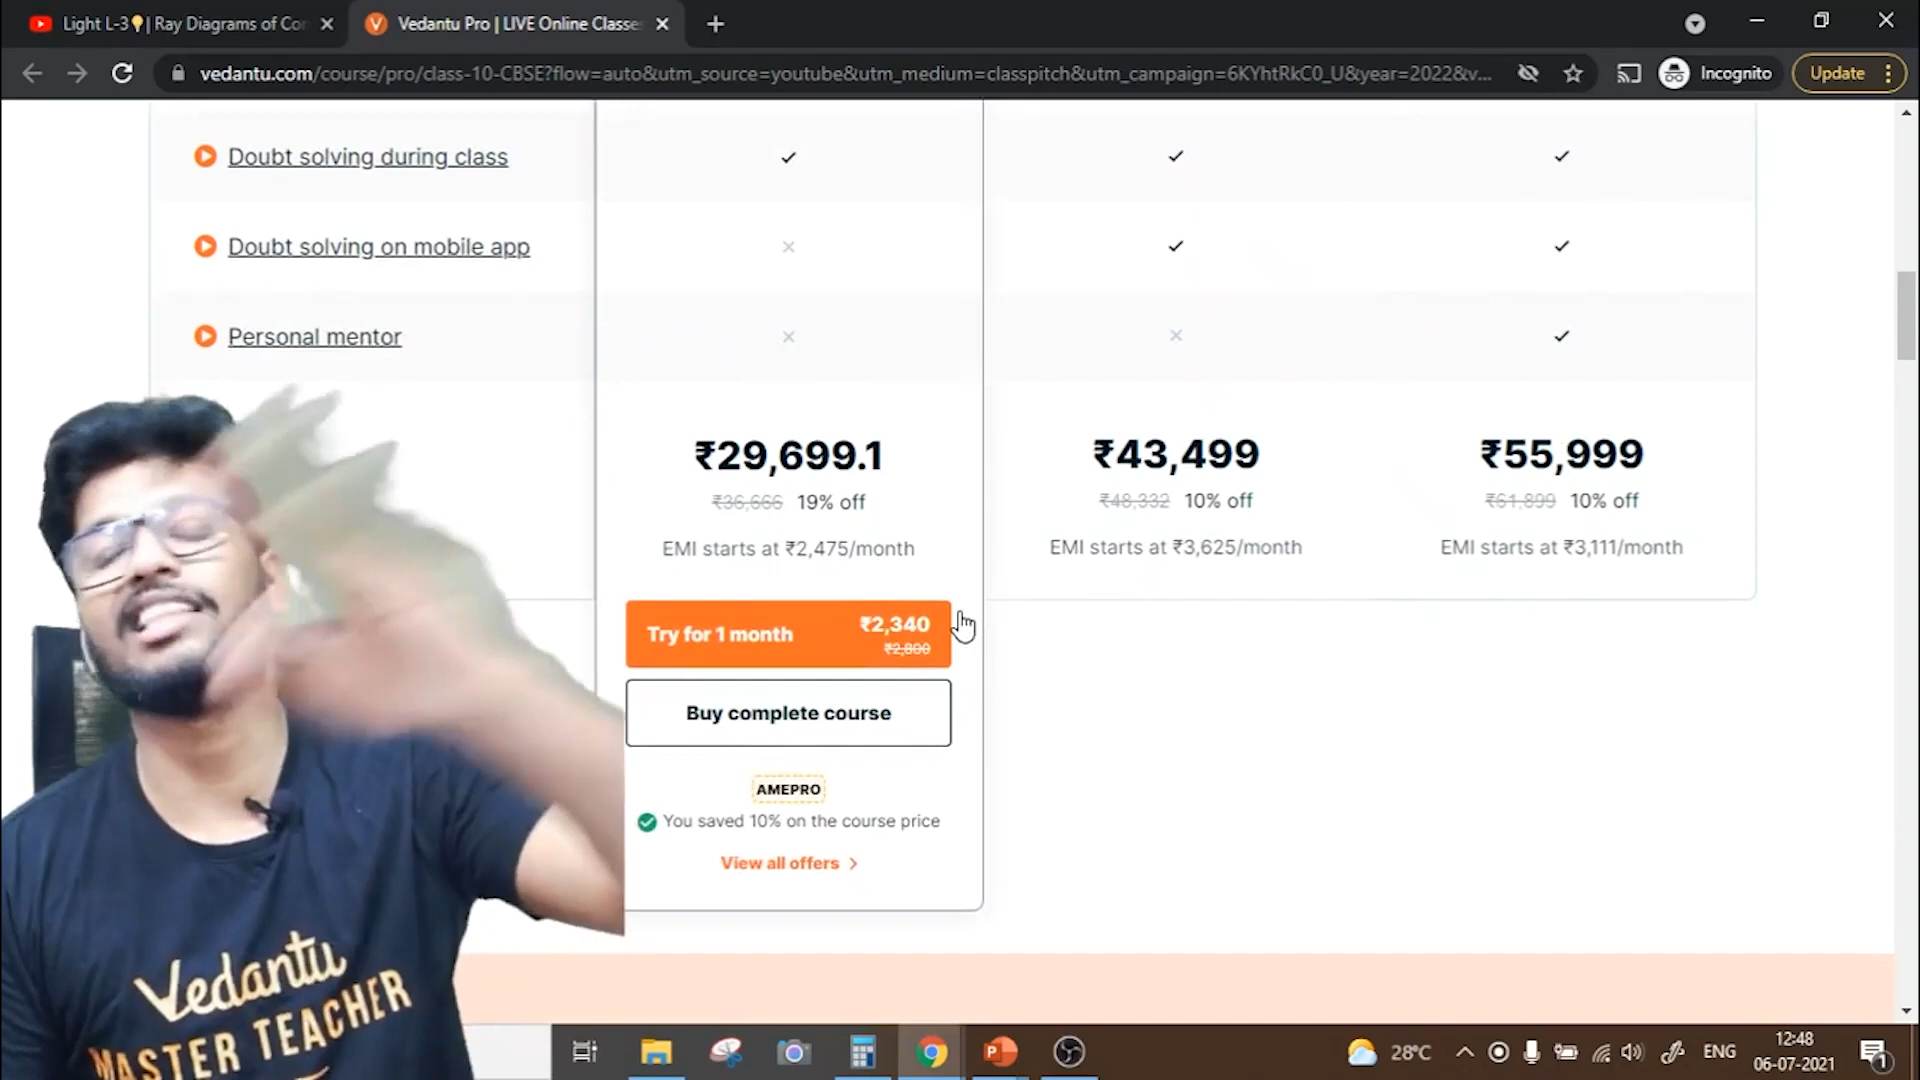 Light L-3💡| Ray Diagrams of Cor
Vedantu Pro | LIVE Online Classe
vedantu.com/course/pro/class-10-CBSE?flow=auto&utm_source=youtube&utm_medium=classpitch&utm_campaign=6KYhtRkC0_U&year=2022&v...
Incognito
Update
Doubt solving during class
Doubt solving on mobile app
Personal mentor
₹29,699.1
₹36,666 19% off
EMI starts at ₹2,475/month
₹43,499
₹48,332 10% off
EMI starts at ₹3,625/month
₹55,999
₹61,899 10% off
EMI starts at ₹3,111/month
Try for 1 month ₹2,340
₹2,800
Buy complete course
AMEPRO
You saved 10% on the course price
View all offers >
Vedantu
MASTER TEACHER
28°C
ENG
12:48
06-07-2021
1